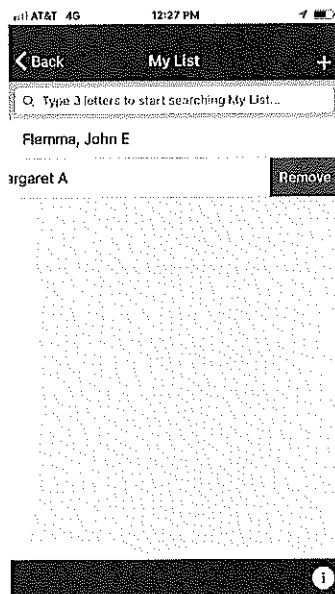 AT&T 4G 12:27 PM
Back My List +
Type 3 letters to start searching My List...
Flemma, John E
argaret A Remove
i